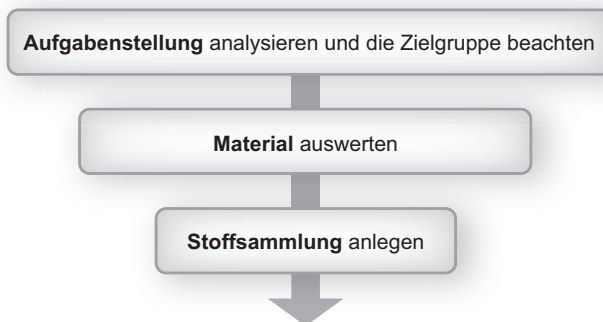 Aufgabenstellung analysieren und die Zielgruppe beachten
Material auswerten
Stoffsammlung anlegen